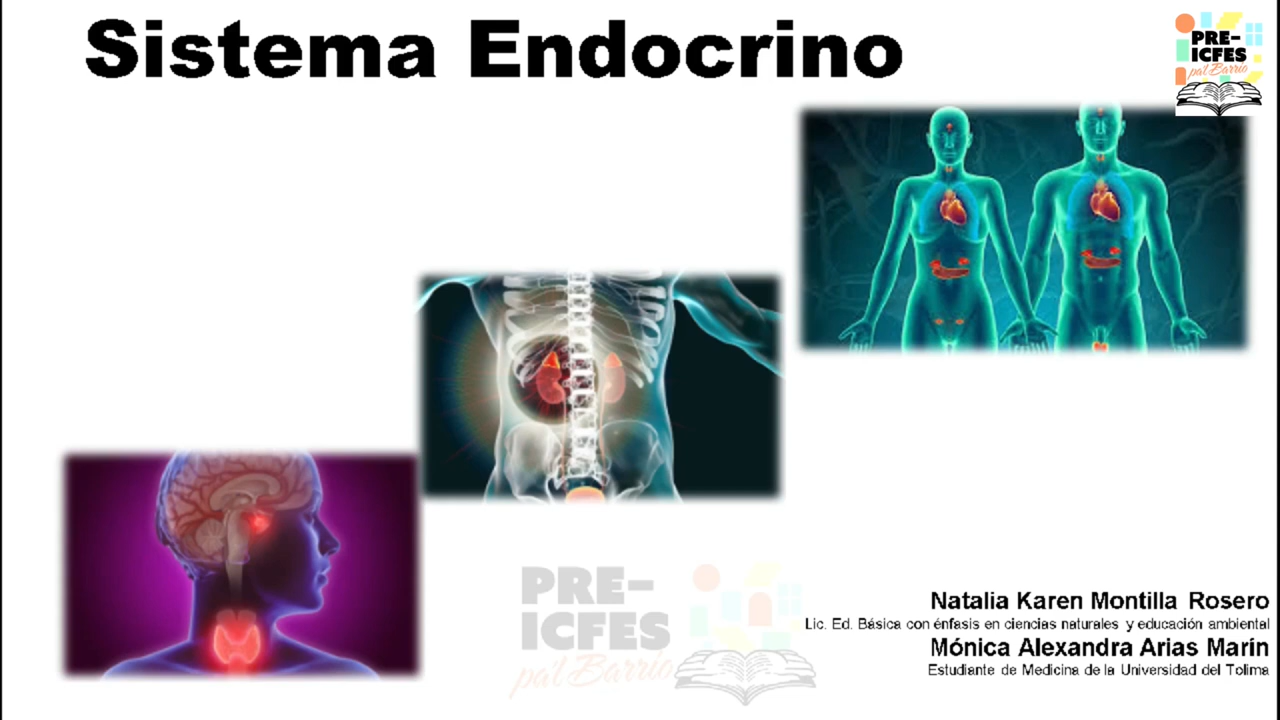 Sistema Endocrino
PRE-
ICFES
pa'l Barrio
PRE-
ICFES
pa'l Barrio
Natalia Karen Montilla Rosero
Lic. Ed. Básica con énfasis en ciencias naturales y educación ambiental
Mónica Alexandra Arias Marín
Estudiante de Medicina de la Universidad del Tolima